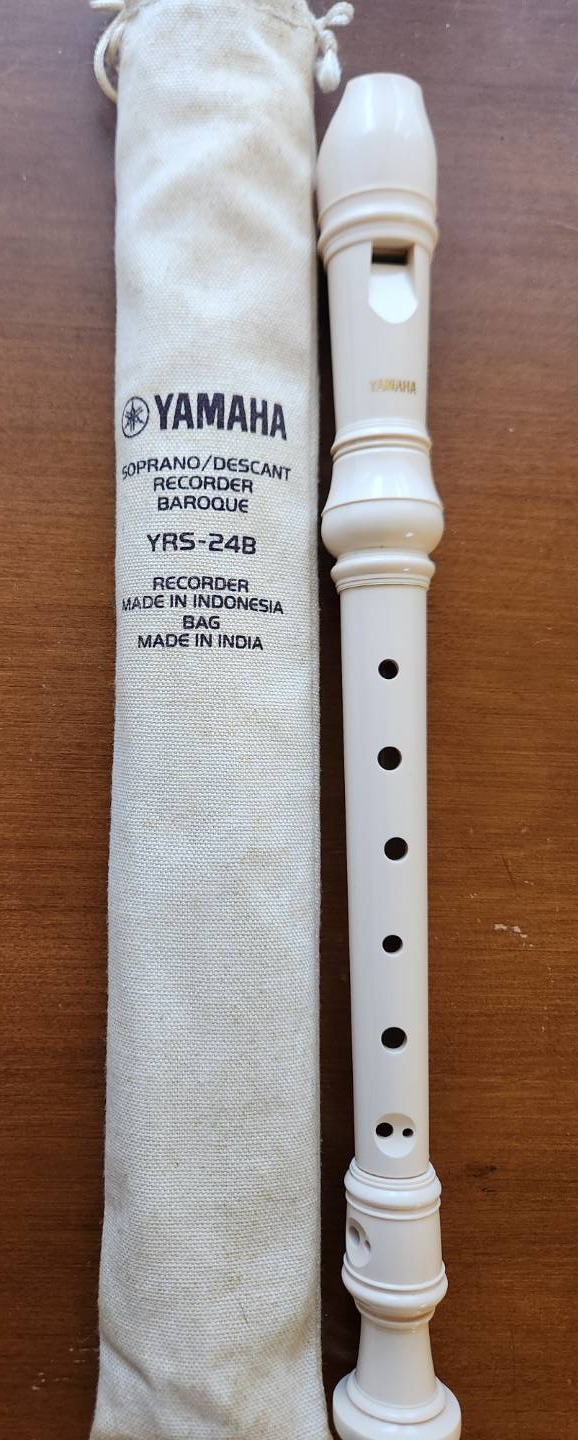 YAMAHA
SOPRANO/DESCANT
RECORDER
BAROQUE
YRS-24B
RECORDER
MADE IN INDONESIA
BAG
MADE IN INDIA
YAMAHA